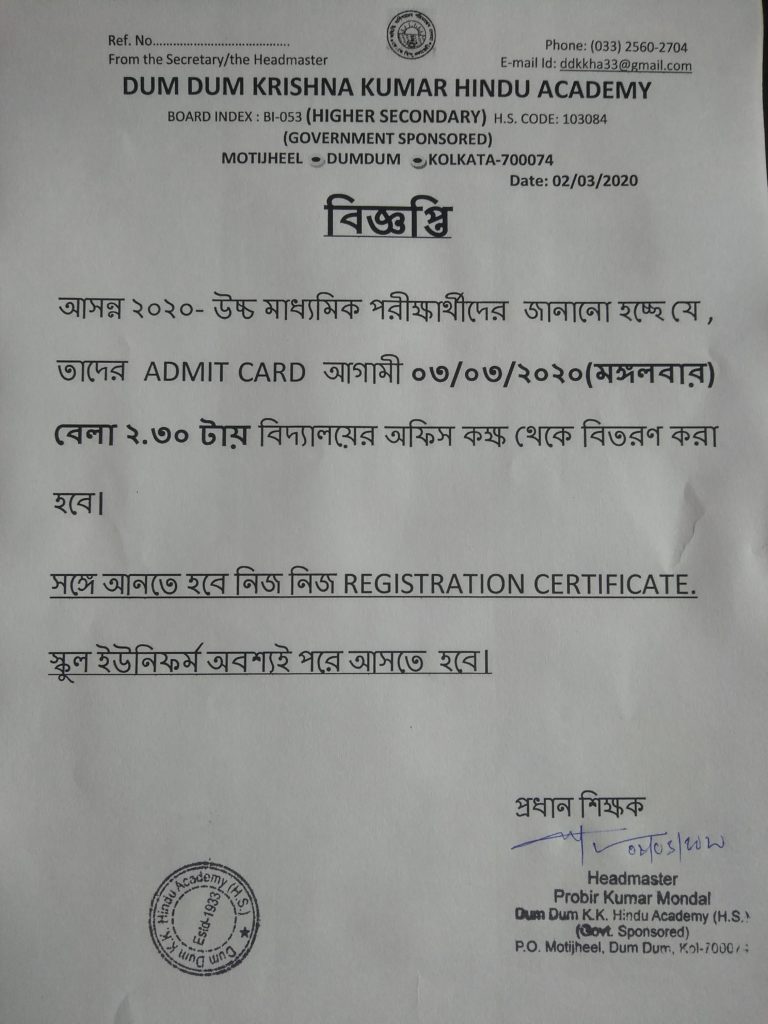 Ref. No........................................
Phone: (033) 2560-2704
From the Secretary/the Headmaster
E-mail Id: ddkkha33@gmail.com
DUM DUM KRISHNA KUMAR HINDU ACADEMY
BOARD INDEX : BI-053 (HIGHER SECONDARY) H.S. CODE: 103084
(GOVERNMENT SPONSORED)
MOTIJHEEL DUMDUM KOLKATA-700074
Date: 02/03/2020
বিজ্ঞপ্তি
আসন্ন ২০২০- উচ্চ মাধ্যমিক পরীক্ষার্থীদের জানানো হচ্ছে যে ,
তাদের ADMIT CARD আগামী ০৩/০৩/২০২০(মঙ্গলবার)
বেলা ২.৩০ টায় বিদ্যালয়ের অফিস কক্ষ থেকে বিতরণ করা
হবে।
সঙ্গে আনতে হবে নিজ নিজ REGISTRATION CERTIFICATE.
স্কুল ইউনিফর্ম অবশ্যই পরে আসতে হবে।
প্রধান শিক্ষক
০২/০৩/২০২০
Headmaster
Probir Kumar Mondal
Dum Dum K.K. Hindu Academy (H.S.)
(Govt. Sponsored)
P.O. Motijheel, Dum Dum, Kol-70007
Dum Dum K.K. Hindu Academy (H.S.)
Estd-1933